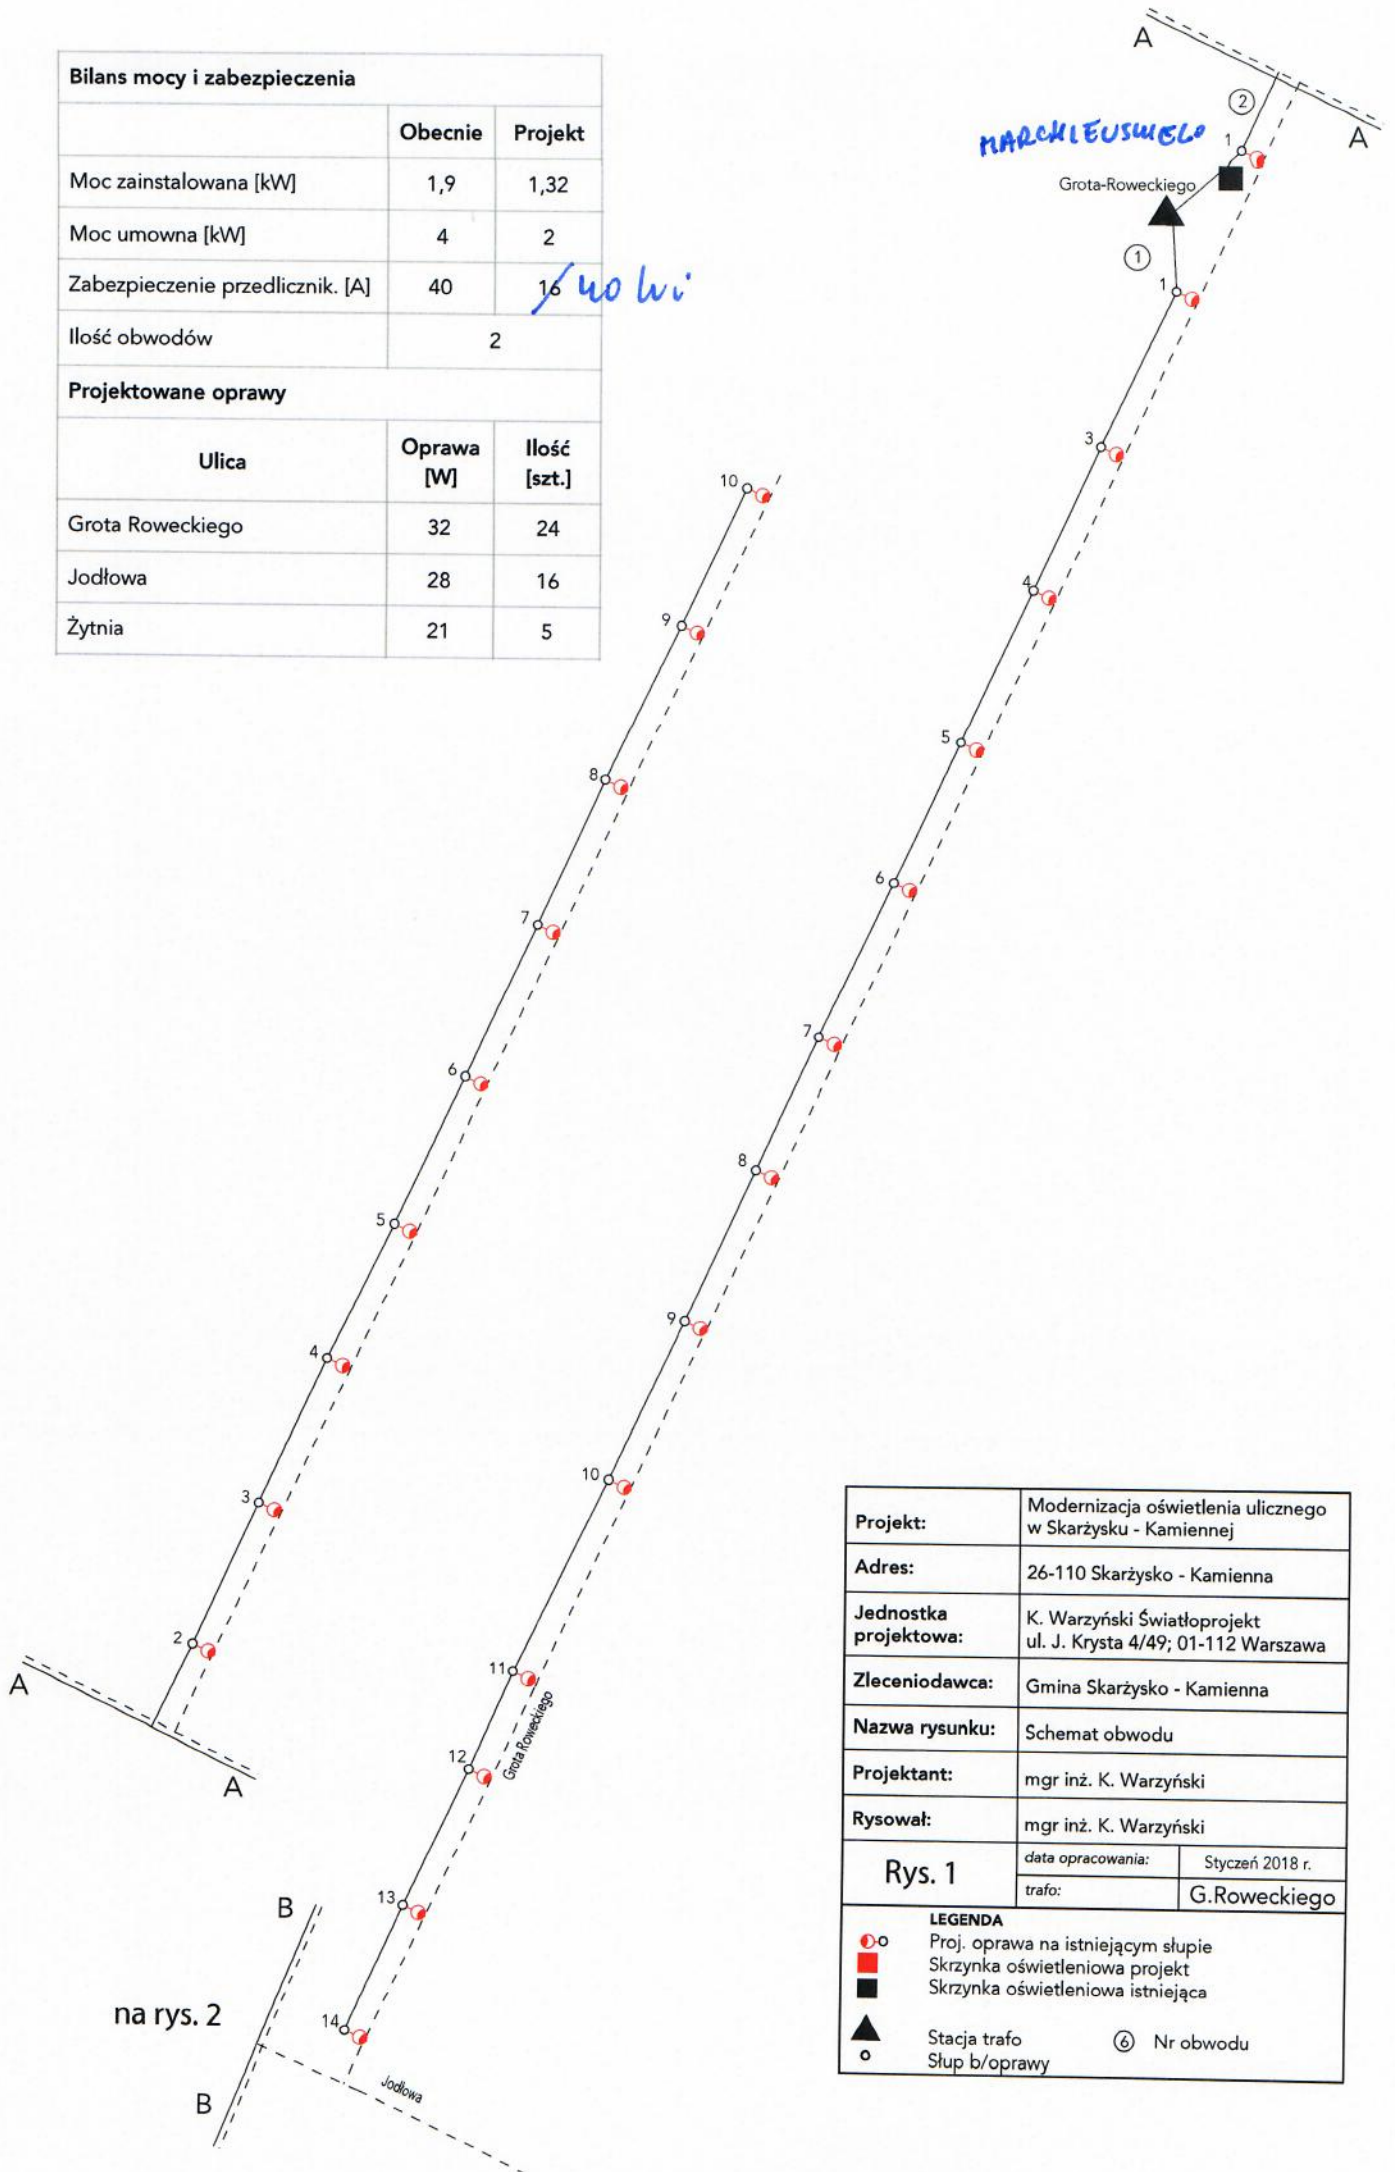 Bilans mocy i zabezpieczenia
Obecnie Projekt
Moc zainstalowana [kW] 1,9 1,32
Moc umowna [kW] 4 2
Zabezpieczenie przedlicznik. [A] 40 16 40
Ilość obwodów 2
Projektowane oprawy
Ulica Oprawa [W] Ilość [szt.]
Grota Roweckiego 32 24
Jodłowa 28 16
Żytnia 21 5
A
A
2
1
Grota-Roweckiego
1
1
3
4
5
6
7
8
9
10
11
12
13
14
Grota Roweckiego
Jodłowa
10
9
8
7
6
5
4
3
2
A
A
B
B
na rys. 2
Projekt: Modernizacja oświetlenia ulicznego
w Skarżysku - Kamiennej
Adres: 26-110 Skarżysko - Kamienna
Jednostka projektowa: K. Warzyński Światłoprojekt
ul. J. Krysta 4/49; 01-112 Warszawa
Zleceniodawca: Gmina Skarżysko - Kamienna
Nazwa rysunku: Schemat obwodu
Projektant: mgr inż. K. Warzyński
Rysował: mgr inż. K. Warzyński
Rys. 1
data opracowania: Styczeń 2018 r.
trafo: G.Roweckiego
LEGENDA
Proj. oprawa na istniejącym słupie
Skrzynka oświetleniowa projekt
Skrzynka oświetleniowa istniejąca
Stacja trafo 6 Nr obwodu
Słup b/oprawy